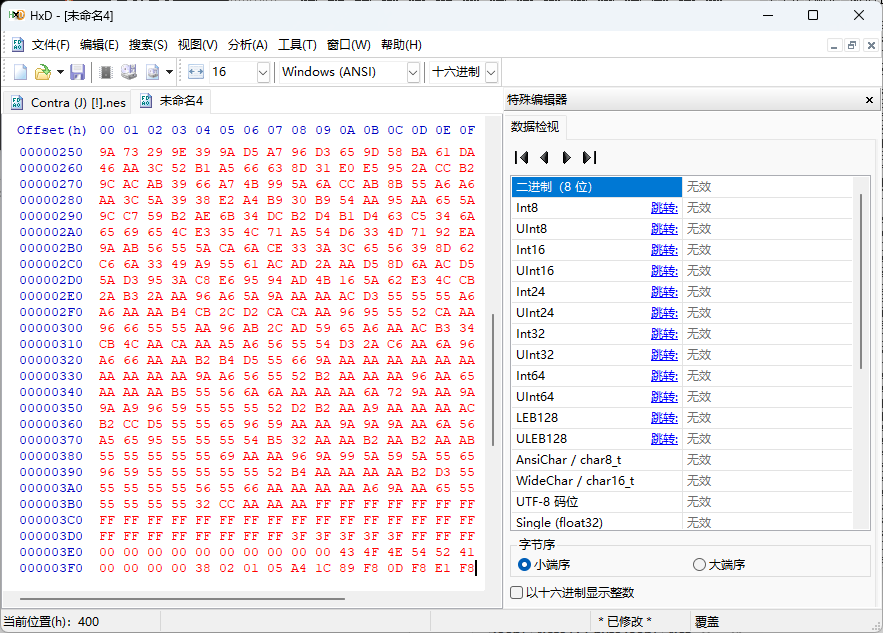 HxD - [未命名4]
文件(F) 编辑(E) 搜索(S) 视图(V) 分析(A) 工具(T) 窗口(W) 帮助(H)
16 Windows (ANSI) 十六进制
Contra (J) [!].nes 未命名4
Offset(h) 00 01 02 03 04 05 06 07 08 09 0A 0B 0C 0D 0E 0F
00000250 9A 73 29 9E 39 9A D5 A7 96 D3 65 9D 58 BA 61 DA
00000260 46 AA 3C 52 B1 A5 66 63 8D 31 E0 E5 95 2A CC B2
00000270 9C AC AB 39 66 A7 4B 99 5A 6A CC AB 8B 55 A6 A6
00000280 AA 3C 5A 39 38 E2 A4 B9 30 B9 54 AA 95 AA 65 5A
00000290 9C C7 59 B2 AE 6B 34 DC B2 D4 B1 D4 63 C5 34 6A
000002A0 65 69 65 4C E3 35 4C 71 A5 54 D6 33 4D 71 92 EA
000002B0 9A AB 56 55 5A CA 6A CE 33 3A 3C 65 56 39 8D 62
000002C0 C6 6A 33 49 A9 55 61 AC AD 2A AA D5 8D 6A AC D5
000002D0 5A D3 95 3A C8 E6 95 94 AD 4B 16 5A 62 E3 4C CB
000002E0 2A B3 2A AA 96 A6 5A 9A AA AA AC D3 55 55 55 A6
000002F0 A6 AA AA B4 CB 2C D2 CA CA AA 96 95 55 52 CA AA
00000300 96 66 55 55 AA 96 AB 2C AD 59 65 A6 AA AC B3 34
00000310 CB 4C AA CA AA A5 A6 56 55 54 D3 2A C6 AA 6A 96
00000320 A6 66 AA AA B2 B4 D5 55 66 9A AA AA AA AA AA AA
00000330 AA AA AA AA 9A A6 56 55 52 B2 AA AA AA 96 AA 65
00000340 AA AA AA B5 55 56 6A 6A AA AA AA 6A 72 9A AA 9A
00000350 9A A9 96 59 55 55 55 52 D2 B2 AA A9 AA AA AA AC
00000360 B2 CC D5 55 55 65 96 59 AA AA 9A 9A 9A AA 6A 56
00000370 A5 65 95 55 55 55 54 B5 32 AA AA B2 AA B2 AA AB
00000380 55 55 55 55 55 69 AA AA 96 9A 99 5A 59 5A 55 65
00000390 96 59 55 55 55 55 55 52 B4 AA AA AA AA B2 D3 55
000003A0 55 55 55 55 56 55 66 AA AA AA AA A6 9A AA 65 55
000003B0 55 55 55 55 32 CC AA AA AA FF FF FF FF FF FF FF
000003C0 FF FF FF FF FF FF FF FF FF FF FF FF FF FF FF FF
000003D0 FF FF FF FF FF FF FF FF 3F 3F 3F 3F 3F FF FF FF
000003E0 00 00 00 00 00 00 00 00 00 00 43 4F 4E 54 52 41
000003F0 00 00 00 00 38 02 01 05 A4 1C 89 F8 0D F8 E1 F8
特殊编辑器
数据检视
二进制 (8 位) 无效
Int8 跳转: 无效
UInt8 跳转: 无效
Int16 跳转: 无效
UInt16 跳转: 无效
Int24 跳转: 无效
UInt24 跳转: 无效
Int32 跳转: 无效
UInt32 跳转: 无效
Int64 跳转: 无效
UInt64 跳转: 无效
LEB128 跳转: 无效
ULEB128 跳转: 无效
AnsiChar / char8_t 无效
WideChar / char16_t 无效
UTF-8 码位 无效
Single (float32) 无效
字节序
小端序 大端序
以十六进制显示整数
当前位置(h): 400 * 已修改 * 覆盖